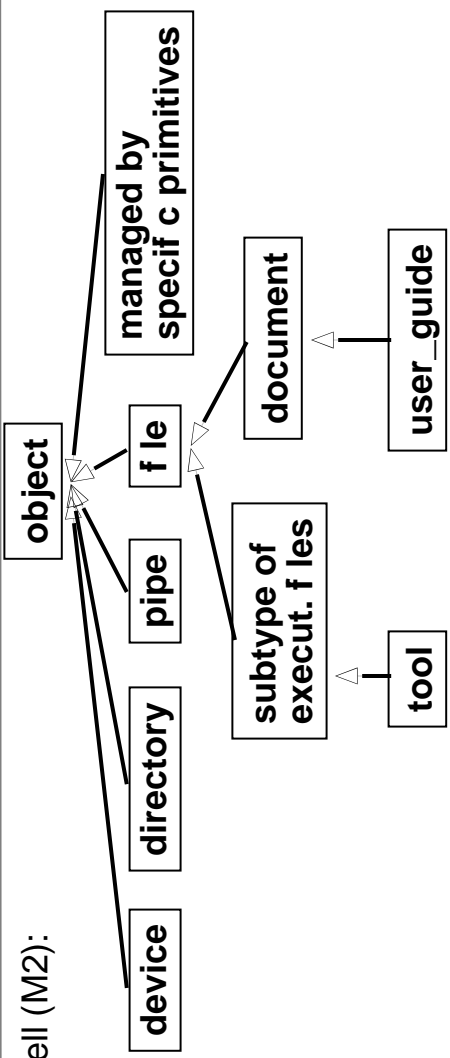 ell (M2):
object
device
directory
pipe
f le
managed by
specif c primitives
subtype of
execut. f les
document
tool
user_guide